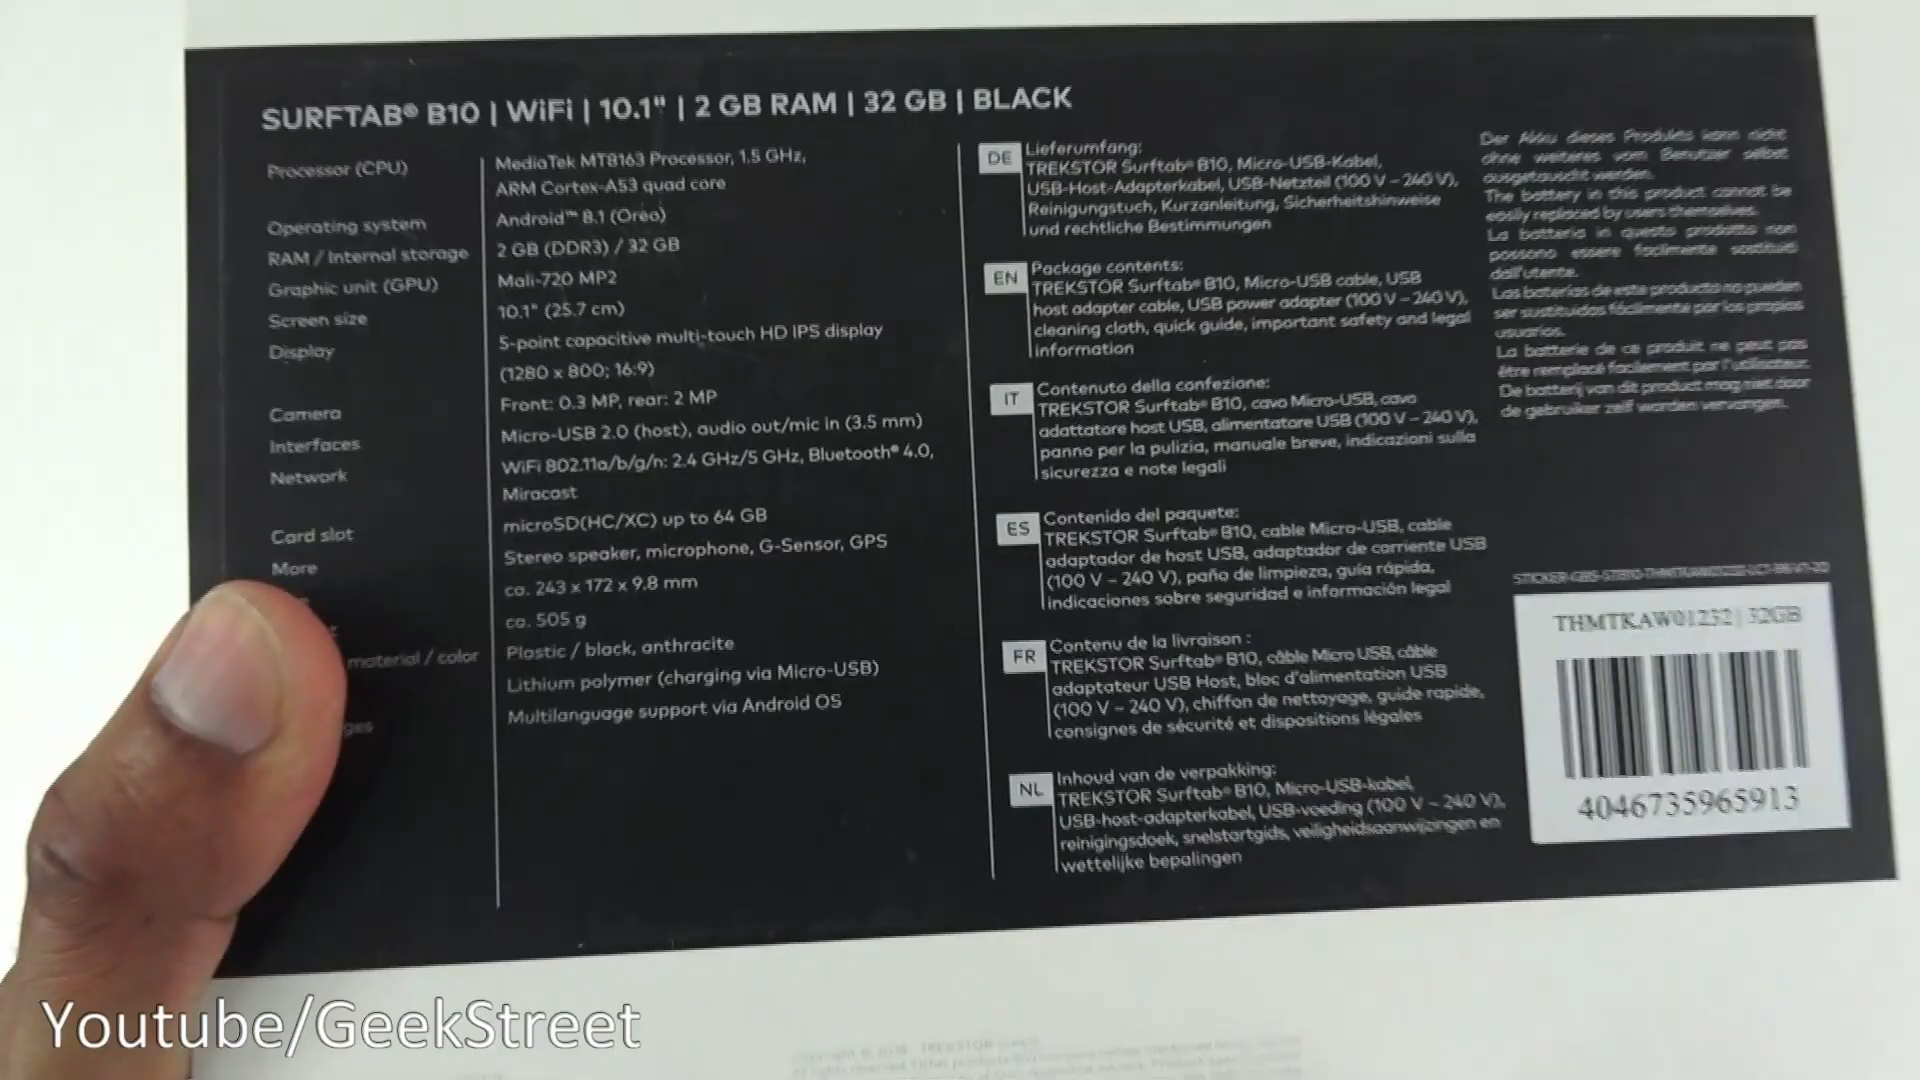 SURFTAB® B10 | WiFi | 10.1" | 2 GB RAM | 32 GB | BLACK
Processor (CPU)
MediaTek MT8163 Processor, 1.5 GHz,
ARM Cortex-A53 quad core
Operating system
Android™ 8.1 (Oreo)
RAM / Internal storage
2 GB (DDR3) / 32 GB
Graphic unit (GPU)
Mali-720 MP2
Screen size
10.1" (25.7 cm)
Display
5-point capacitive multi-touch HD IPS display
(1280 x 800; 16:9)
Camera
Front: 0.3 MP, rear: 2 MP
Interfaces
Micro-USB 2.0 (host), audio out/mic in (3.5 mm)
Network
WiFi 802.11a/b/g/n: 2.4 GHz/5 GHz, Bluetooth® 4.0,
Miracast
Card slot
microSD(HC/XC) up to 64 GB
More
Stereo speaker, microphone, G-Sensor, GPS
ca. 243 x 172 x 9.8 mm
ca. 505 g
material / color
Plastic / black, anthracite
Lithium polymer (charging via Micro-USB)
Multilanguage support via Android OS
DE
Lieferumfang:
TREKSTOR Surftab® B10, Micro-USB-Kabel,
USB-Host-Adapterkabel, USB-Netzteil (100 V – 240 V),
Reinigungstuch, Kurzanleitung, Sicherheitshinweise
und rechtliche Bestimmungen
EN
Package contents:
TREKSTOR Surftab® B10, Micro-USB cable, USB
host adapter cable, USB power adapter (100 V – 240 V),
cleaning cloth, quick guide, important safety and legal
information
IT
Contenuto della confezione:
TREKSTOR Surftab® B10, cavo Micro-USB, cavo
adattatore host USB, alimentatore USB (100 V – 240 V),
panno per la pulizia, manuale breve, indicazioni sulla
sicurezza e note legali
ES
Contenido del paquete:
TREKSTOR Surftab® B10, cable Micro-USB, cable
adaptador de host USB, adaptador de corriente USB
(100 V – 240 V), paño de limpieza, guía rápida,
indicaciones sobre seguridad e información legal
FR
Contenu de la livraison :
TREKSTOR Surftab® B10, câble Micro USB, câble
adaptateur USB Host, bloc d'alimentation USB
(100 V – 240 V), chiffon de nettoyage, guide rapide,
consignes de sécurité et dispositions légales
NL
Inhoud van de verpakking:
TREKSTOR Surftab® B10, Micro-USB-kabel,
USB-host-adapterkabel, USB-voeding (100 V – 240 V),
reinigingsdoek, snelstartgids, veiligheidsaanwijzingen en
wettelijke bepalingen
Der Akku dieses Produkts kann nicht
ohne weiteres vom Benutzer selbst
ausgetauscht werden.
The battery in this product cannot be
easily replaced by users themselves.
La batteria in questo prodotto non
possono essere facilmente sostituiti
dall'utente.
Las baterías de este producto no pueden
ser sustituidas fácilmente por los propios
usuarios.
La batterie de ce produit ne peut pas
être remplacé facilement par l'utilisateur.
De batterij van dit product mag niet door
de gebruiker zelf worden vervangen.
THMTKAW01232 | 32GB
4046735965913
Youtube/GeekStreet